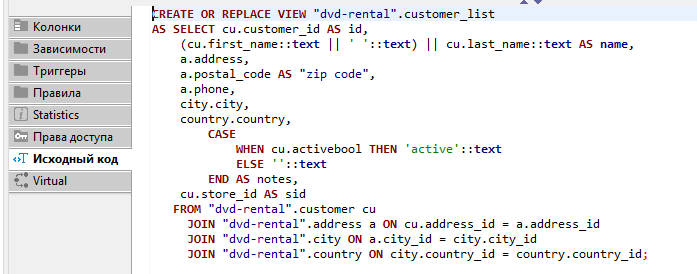 Колонки
Зависимости
Триггеры
Правила
Statistics
Права доступа
Исходный код
Virtual
CREATE OR REPLACE VIEW "dvd-rental".customer_list
AS SELECT cu.customer_id AS id,
    (cu.first_name::text || ' '::text) || cu.last_name::text AS name,
    a.address,
    a.postal_code AS "zip code",
    a.phone,
    city.city,
    country.country,
        CASE
            WHEN cu.activebool THEN 'active'::text
            ELSE ''::text
        END AS notes,
    cu.store_id AS sid
   FROM "dvd-rental".customer cu
     JOIN "dvd-rental".address a ON cu.address_id = a.address_id
     JOIN "dvd-rental".city ON a.city_id = city.city_id
     JOIN "dvd-rental".country ON city.country_id = country.country_id;